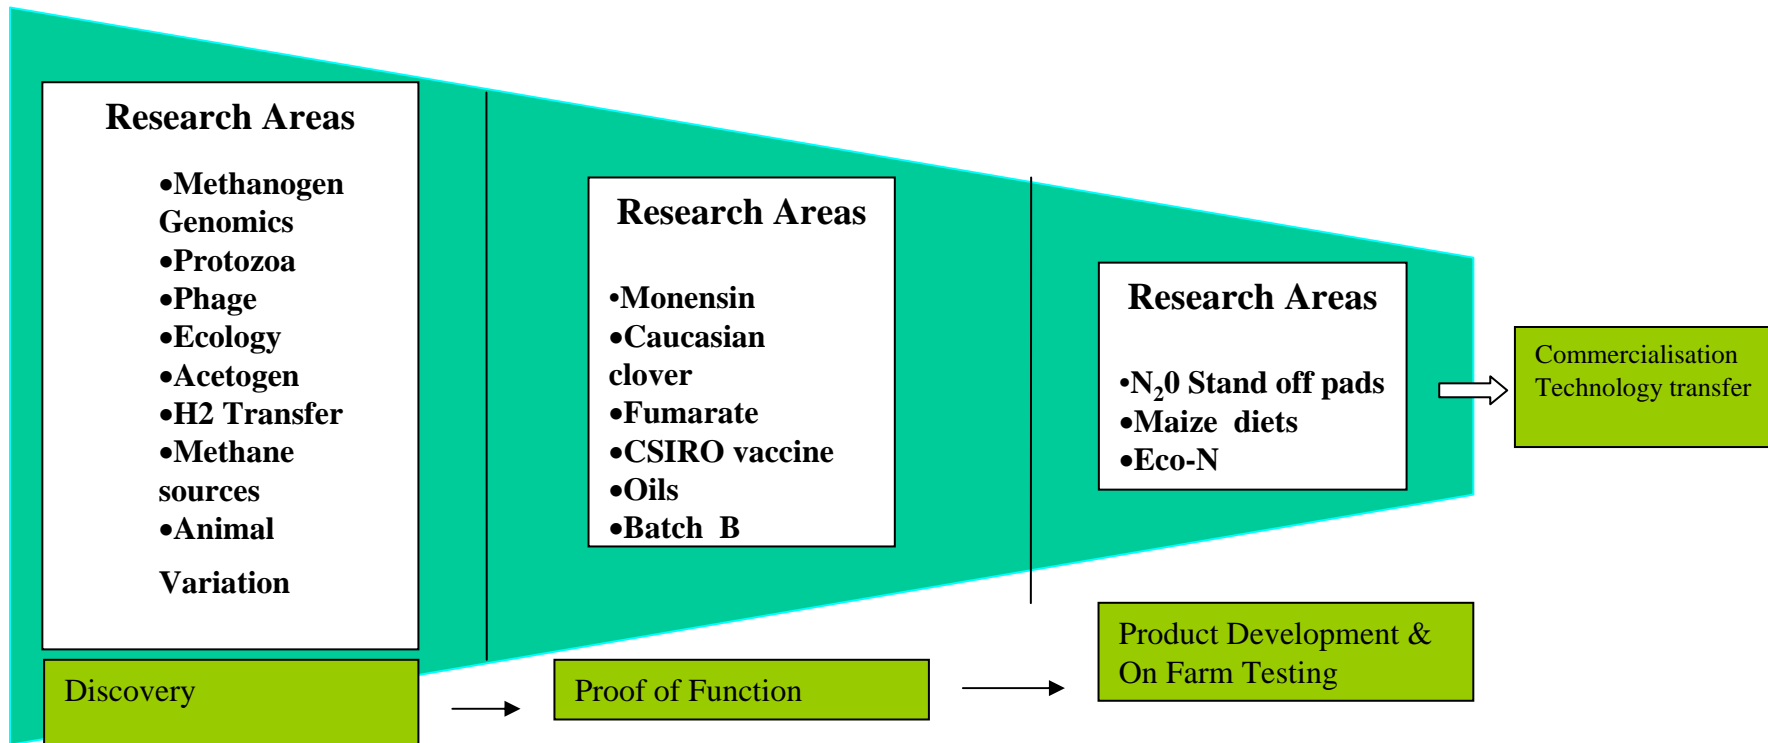 Research Areas
•Methanogen
Genomics
•Protozoa
•Phage
•Ecology
•Acetogen
•H2 Transfer
•Methane
sources
•Animal
Variation
Discovery
Research Areas
•Monensin
•Caucasian
clover
•Fumarate
•CSIRO vaccine
•Oils
•Batch B
Proof of Function
Research Areas
•N₂0 Stand off pads
•Maize diets
•Eco-N
Product Development &
On Farm Testing
Commercialisation
Technology transfer